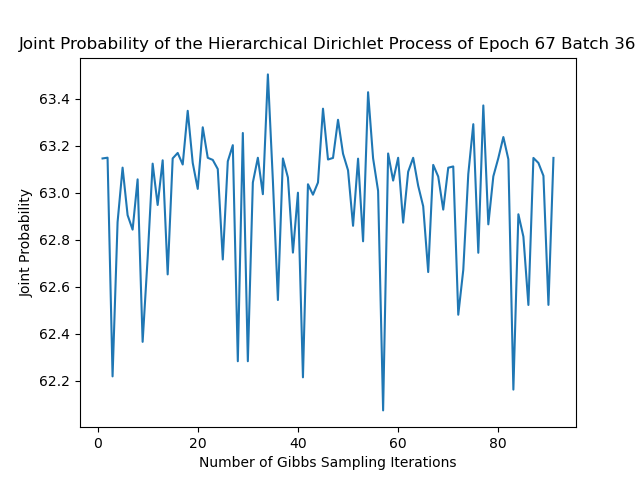 Joint Probability of the Hierarchical Dirichlet Process of Epoch 67 Batch 36
63.4
63.2
63.0
62.8
62.6
62.4
62.2
Joint Probability
0 20 40 60 80
Number of Gibbs Sampling Iterations